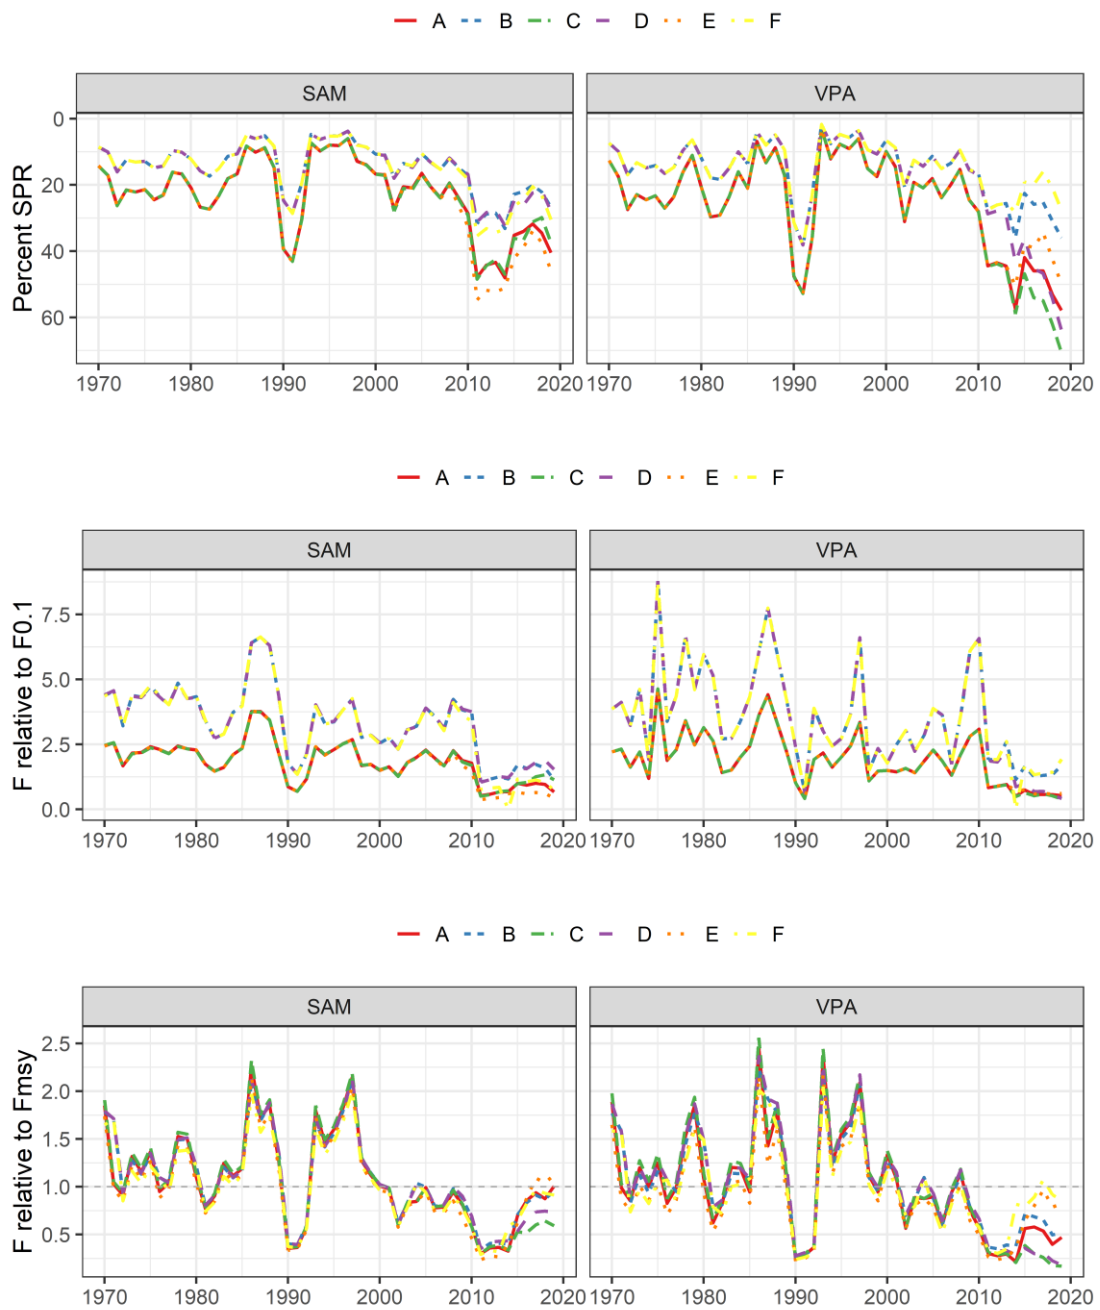 A B C D E F
SAM VPA
Percent SPR
0
20
40
60
1970 1980 1990 2000 2010 2020 1970 1980 1990 2000 2010 2020
A B C D E F
SAM VPA
F relative to F0.1
7.5
5.0
2.5
0.0
1970 1980 1990 2000 2010 2020 1970 1980 1990 2000 2010 2020
A B C D E F
SAM VPA
F relative to Fmsy
2.5
2.0
1.5
1.0
0.5
1970 1980 1990 2000 2010 2020 1970 1980 1990 2000 2010 2020